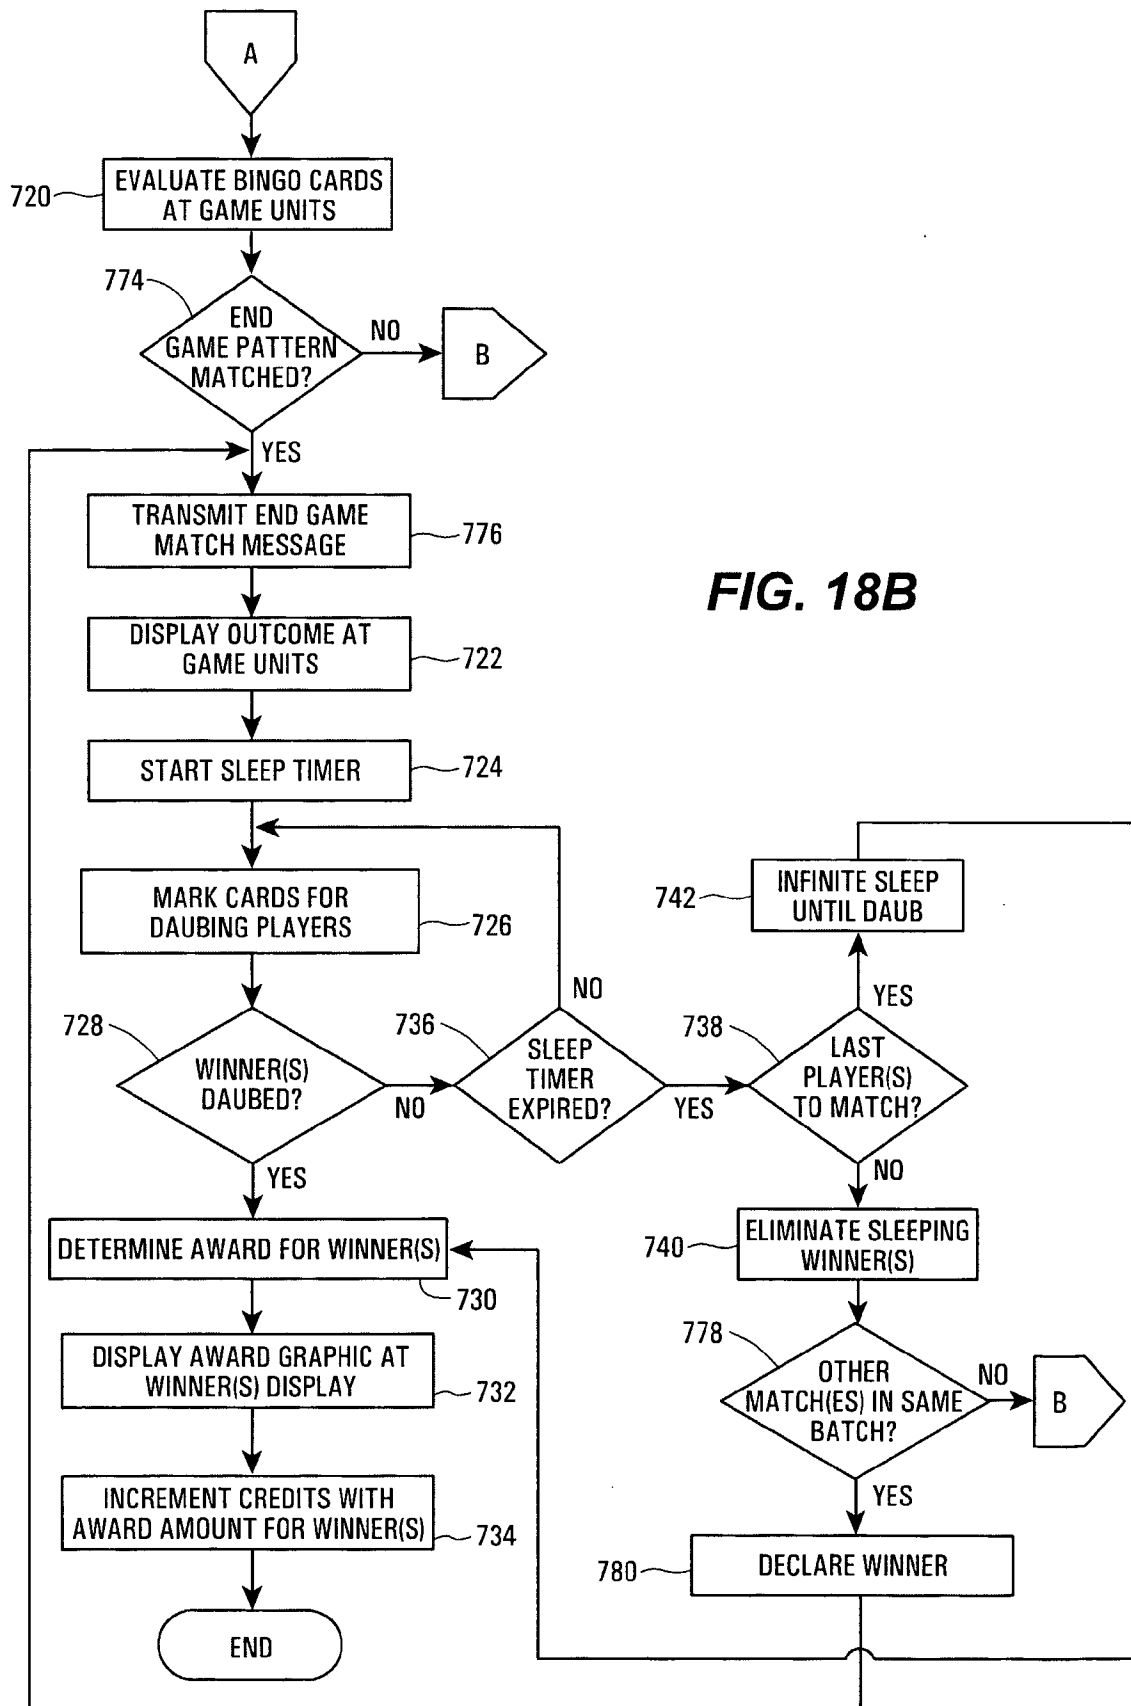 A
720
EVALUATE BINGO CARDS
AT GAME UNITS
774
END
GAME PATTERN
MATCHED?
NO
B
YES
TRANSMIT END GAME
MATCH MESSAGE
776
FIG. 18B
DISPLAY OUTCOME AT
GAME UNITS
722
START SLEEP TIMER
724
MARK CARDS FOR
DAUBING PLAYERS
726
742
INFINITE SLEEP
UNTIL DAUB
728
WINNER(S)
DAUBED?
NO
736
SLEEP
TIMER
EXPIRED?
NO
YES
738
LAST
PLAYER(S)
TO MATCH?
YES
NO
YES
DETERMINE AWARD FOR WINNER(S)
730
740
ELIMINATE SLEEPING
WINNER(S)
DISPLAY AWARD GRAPHIC AT
WINNER(S) DISPLAY
732
778
OTHER
MATCH(ES) IN SAME
BATCH?
NO
B
YES
INCREMENT CREDITS WITH
AWARD AMOUNT FOR WINNER(S)
734
780
DECLARE WINNER
END